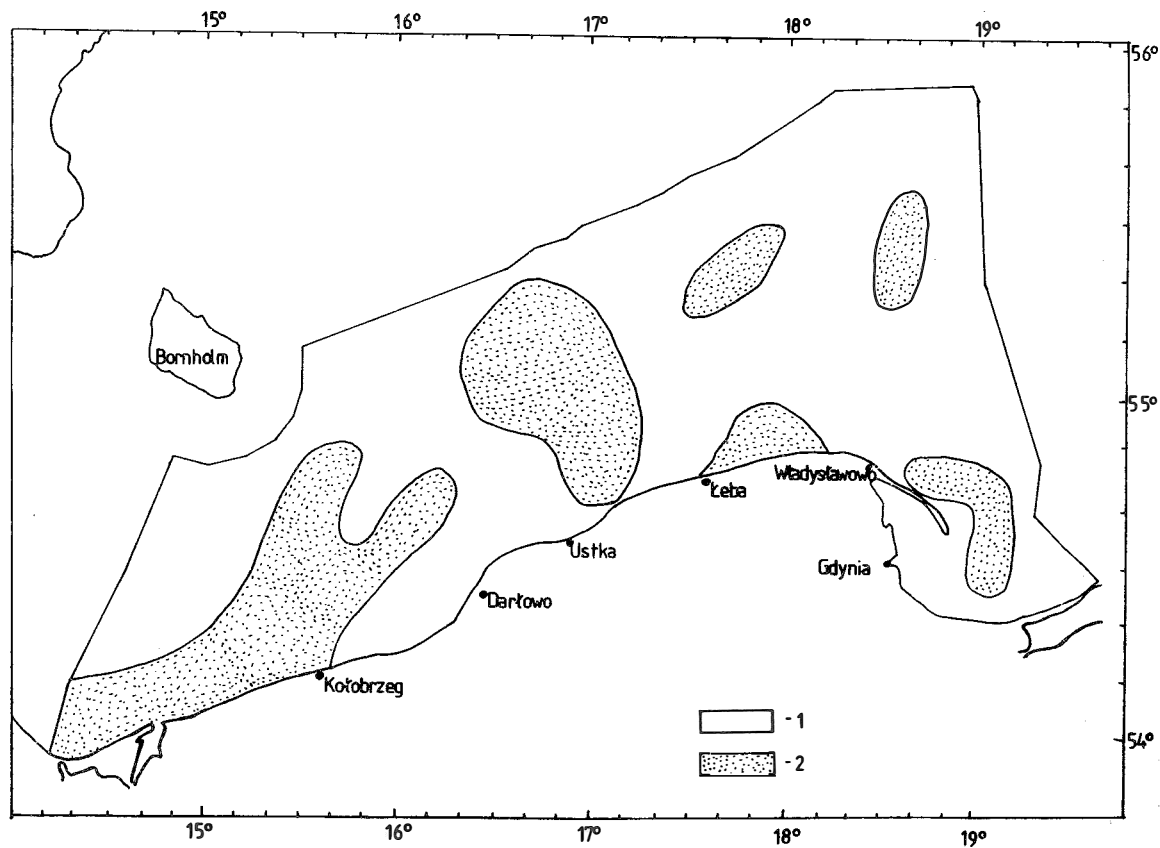 15° 16° 17° 18° 19°
56°
Bornholm
55°
Władysławowo
Łeba
Ustka
Gdynia
Darłowo
Kołobrzeg
- 1
54°
- 2
15° 16° 17° 18° 19°